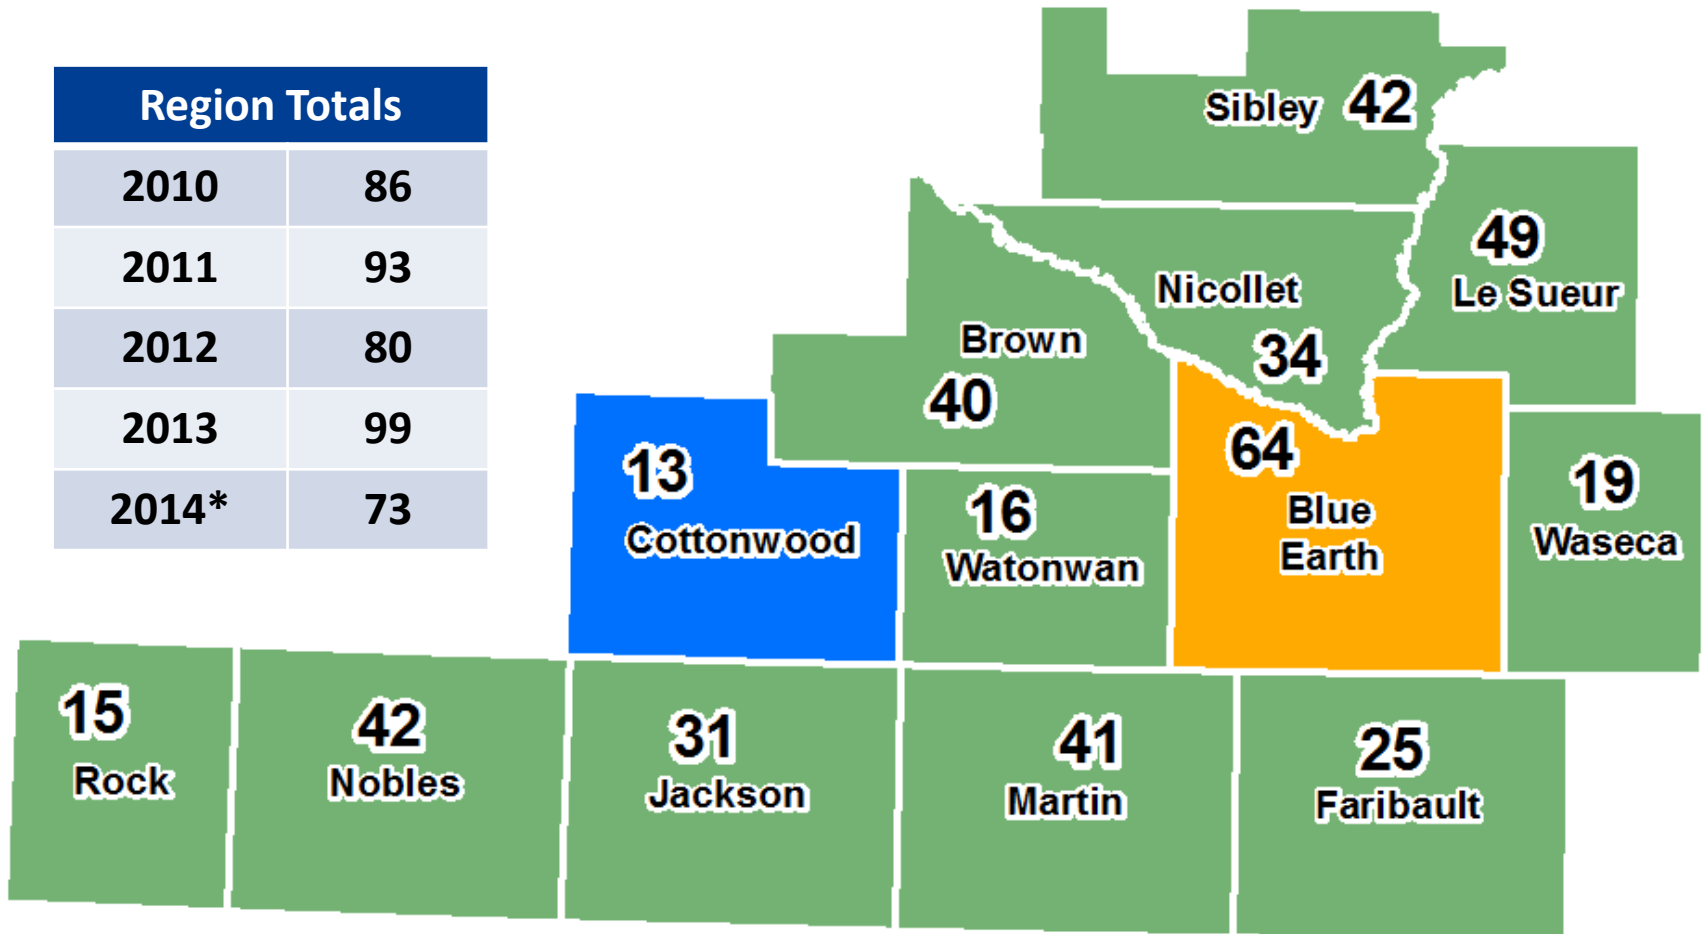 Region Totals
2010 86
2011 93
2012 80
2013 99
2014* 73
Sibley 42
49
Le Sueur
Nicollet
34
Brown
40
64
Blue
Earth
13
Cottonwood
16
Watonwan
19
Waseca
15
Rock
42
Nobles
31
Jackson
41
Martin
25
Faribault